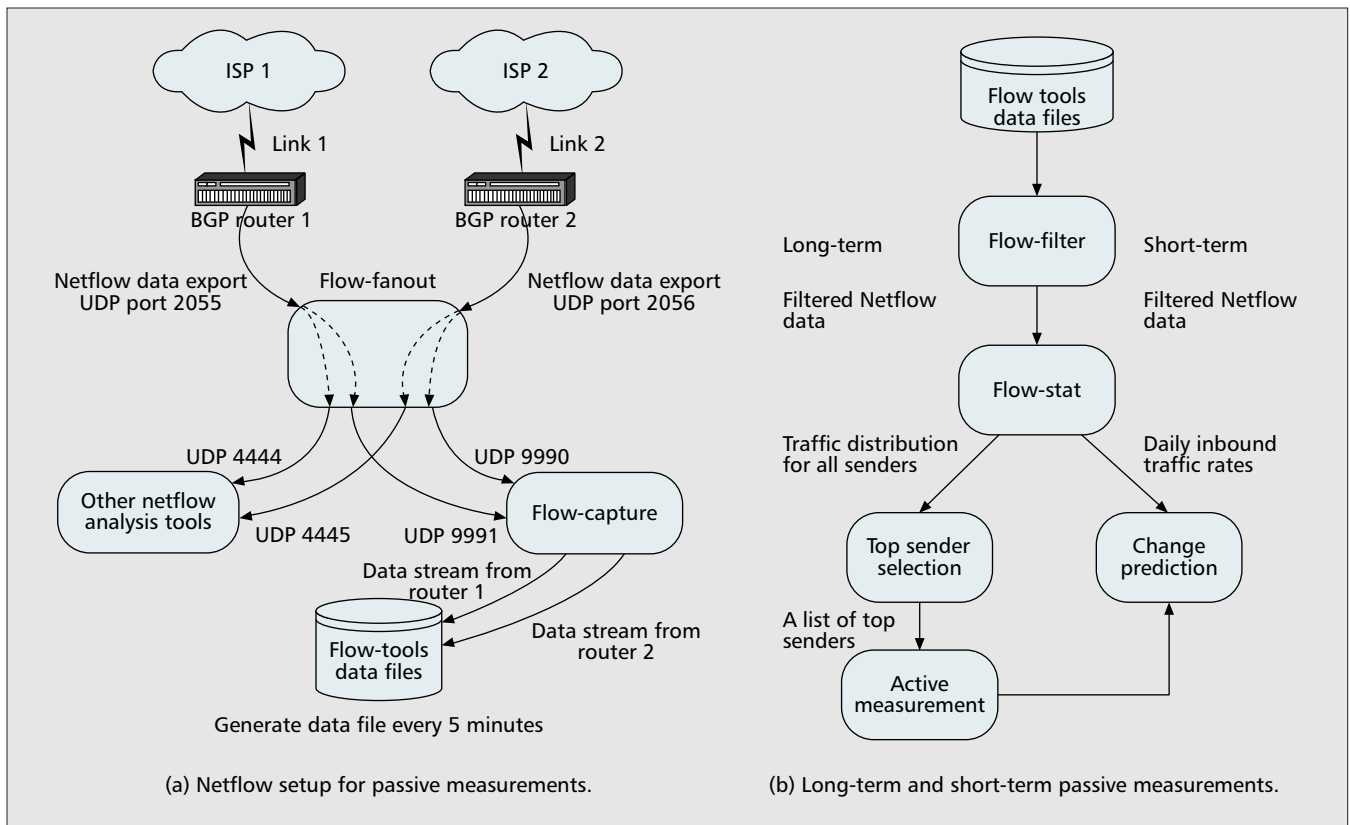 ISP 1
ISP 2
Link 1
Link 2
BGP router 1
BGP router 2
Netflow data export
UDP port 2055
Flow-fanout
Netflow data export
UDP port 2056
UDP 4444
UDP 9990
Other netflow
analysis tools
Flow-capture
UDP 4445
UDP 9991
Data stream from
router 1
Flow-tools
data files
Data stream from
router 2
Generate data file every 5 minutes
(a) Netflow setup for passive measurements.
Flow tools
data files
Long-term
Flow-filter
Short-term
Filtered Netflow
data
Filtered Netflow
data
Flow-stat
Traffic distribution
for all senders
Daily inbound
traffic rates
Top sender
selection
Change
prediction
A list of top
senders
Active
measurement
(b) Long-term and short-term passive measurements.